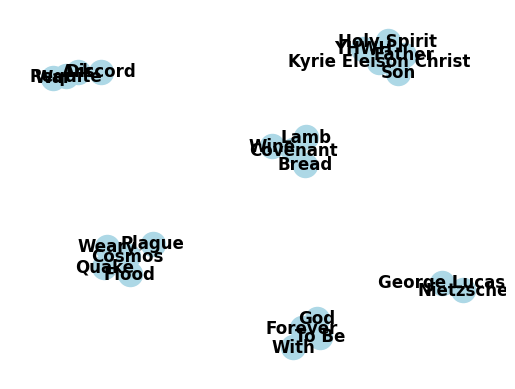 Holy Spirit
YHWH
Father
Kyrie Eleison Christ
Son
Discord
War
Lamb
Wine
Covenant
Bread
Weary
Plague
Cosmos
Quake
Flood
George Lucas
Nietzsche
God
Forever
To Be
With